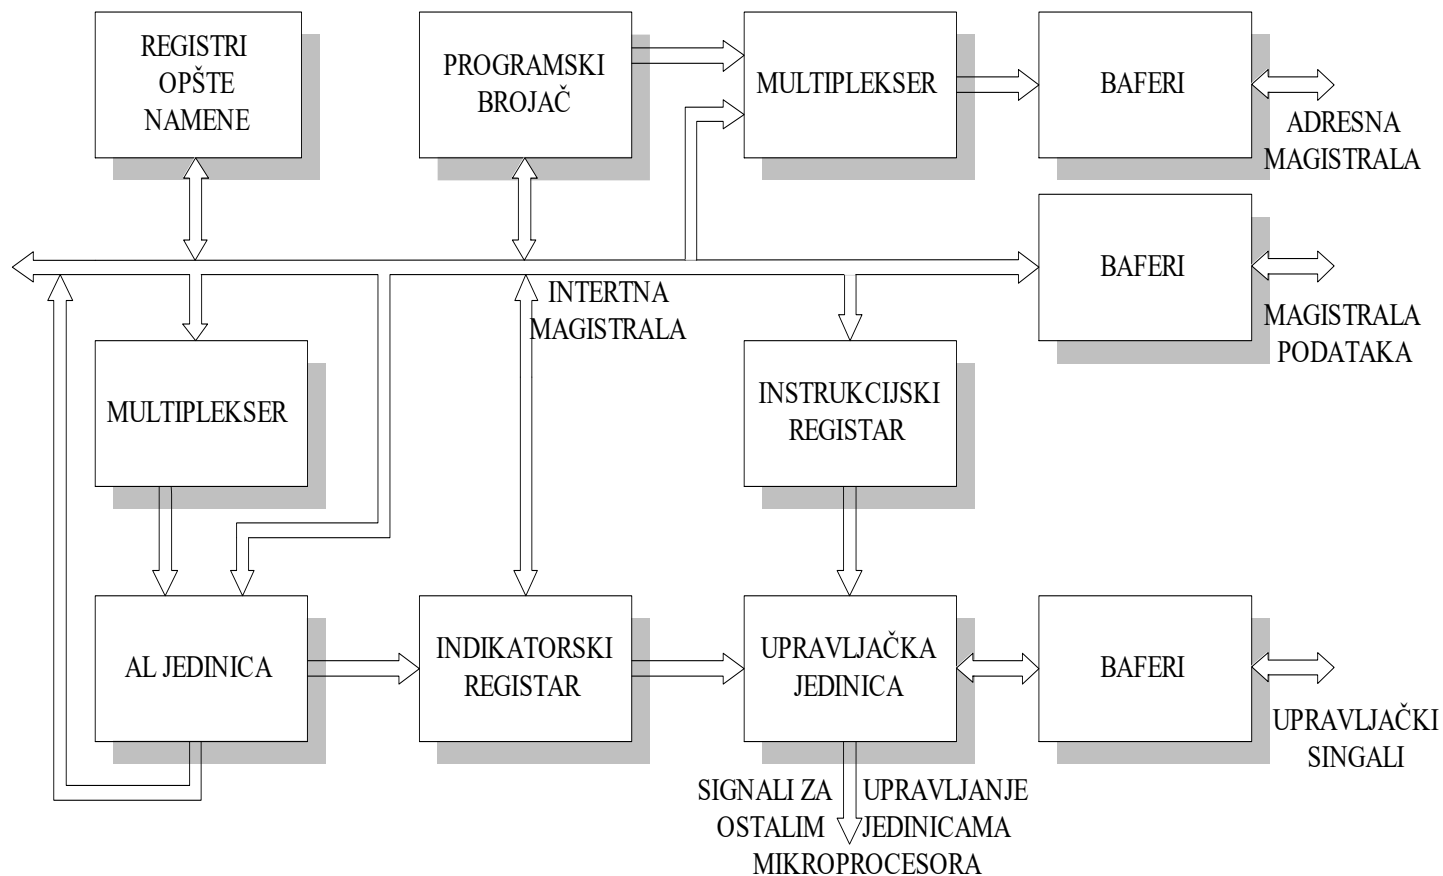 REGISTRI
OPŠTE
NAMENE
PROGRAMSKI
BROJAČ
MULTIPLEKSER
BAFERI
ADRESNA
MAGISTRALA
BAFERI
INTERTNA
MAGISTRALA
MAGISTRALA
PODATAKA
MULTIPLEKSER
INSTRUKCIJSKI
REGISTAR
AL JEDINICA
INDIKATORSKI
REGISTAR
UPRAVLJAČKA
JEDINICA
BAFERI
UPRAVLJAČKI
SINGALI
SIGNALI ZA UPRAVLJANJE
OSTALIM JEDINICAMA
MIKROPROCESORA